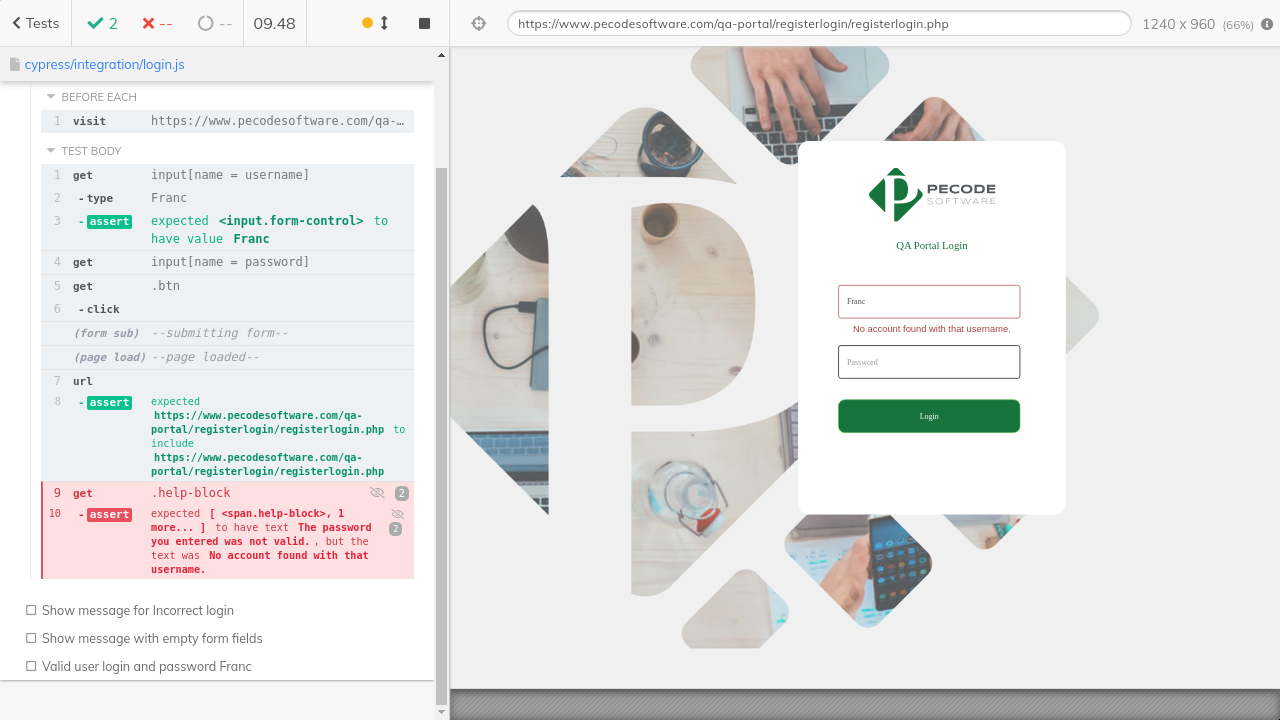 Tests
2
--
--
09.48
https://www.pecodesoftware.com/qa-portal/registerlogin/registerlogin.php
1240 x 960 (66%)
cypress/integration/login.js
BEFORE EACH
1 visit https://www.pecodesoftware.com/qa-…
TEST BODY
1 get input[name = username]
2 - type Franc
3 - assert expected <input.form-control> to
have value Franc
4 get input[name = password]
5 get .btn
6 - click
(form sub) --submitting form--
(page load) --page loaded--
7 url
8 - assert expected
https://www.pecodesoftware.com/qa-
portal/registerlogin/registerlogin.php to
include
https://www.pecodesoftware.com/qa-
portal/registerlogin/registerlogin.php
9 get .help-block 2
10 - assert expected [ <span.help-block>, 1
more... ] to have text The password 2
you entered was not valid. , but the
text was No account found with that
username.
Show message for Incorrect login
Show message with empty form fields
Valid user login and password Franc
PECODE
SOFTWARE
QA Portal Login
Franc
No account found with that username.
Password
Login